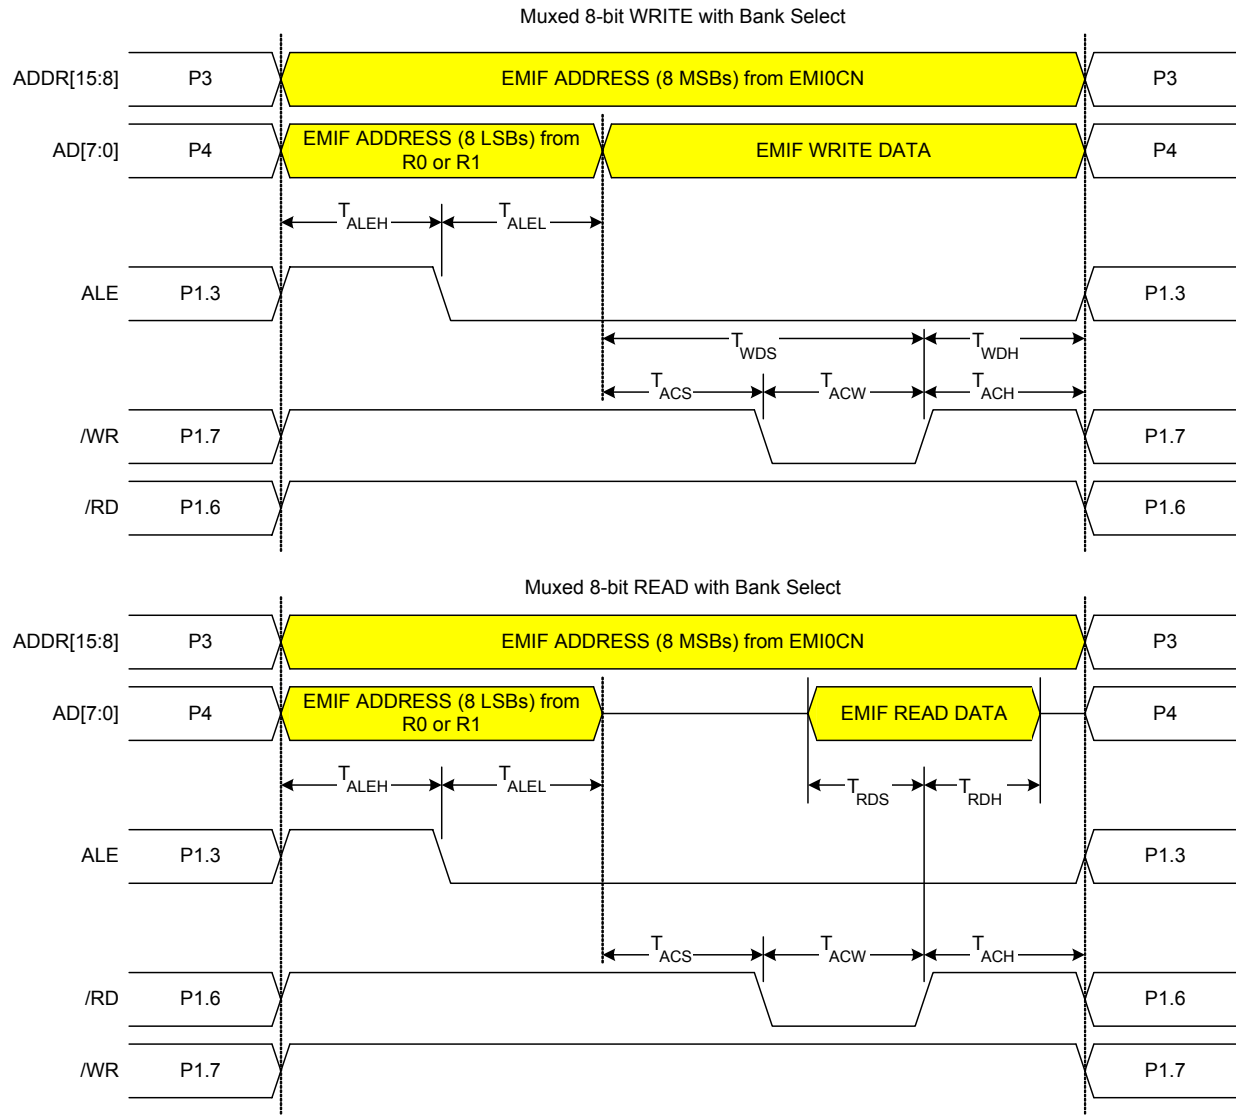 Muxed 8-bit WRITE with Bank Select
ADDR[15:8] P3 EMIF ADDRESS (8 MSBs) from EMI0CN P3
AD[7:0] P4 EMIF ADDRESS (8 LSBs) from
R0 or R1 EMIF WRITE DATA P4
TALEH TALEL
ALE P1.3 P1.3
TWDS TWDH
TACS TACW TACH
/WR P1.7 P1.7
/RD P1.6 P1.6
Muxed 8-bit READ with Bank Select
ADDR[15:8] P3 EMIF ADDRESS (8 MSBs) from EMI0CN P3
AD[7:0] P4 EMIF ADDRESS (8 LSBs) from
R0 or R1 EMIF READ DATA P4
TALEH TALEL TRDS TRDH
ALE P1.3 P1.3
TACS TACW TACH
/RD P1.6 P1.6
/WR P1.7 P1.7